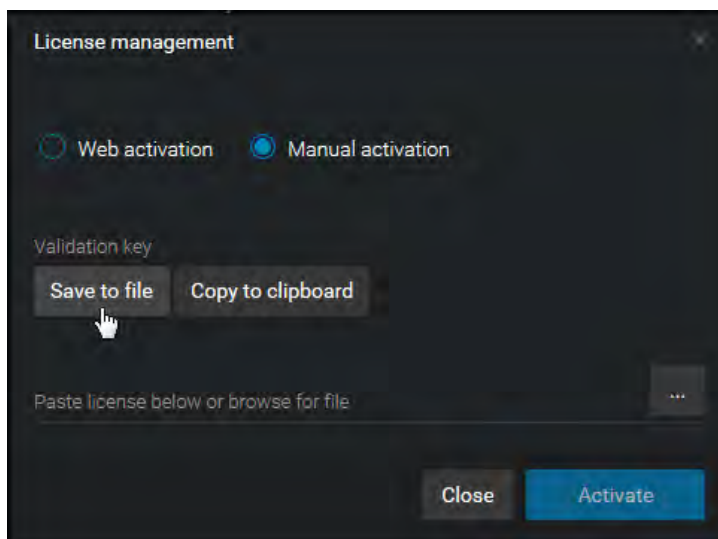 License management
Web activation Manual activation
Validation key
Save to file Copy to clipboard
Paste license below or browse for file ...
Close Activate